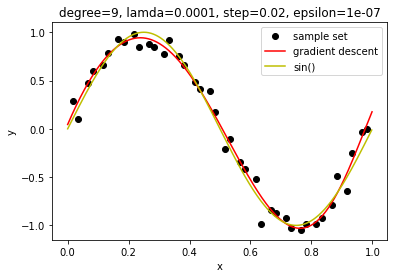 degree=9, lamda=0.0001, step=0.02, epsilon=1e-07
sample set
gradient descent
sin()
1.0
0.5
0.0
-0.5
-1.0
y
0.0 0.2 0.4 0.6 0.8 1.0
x